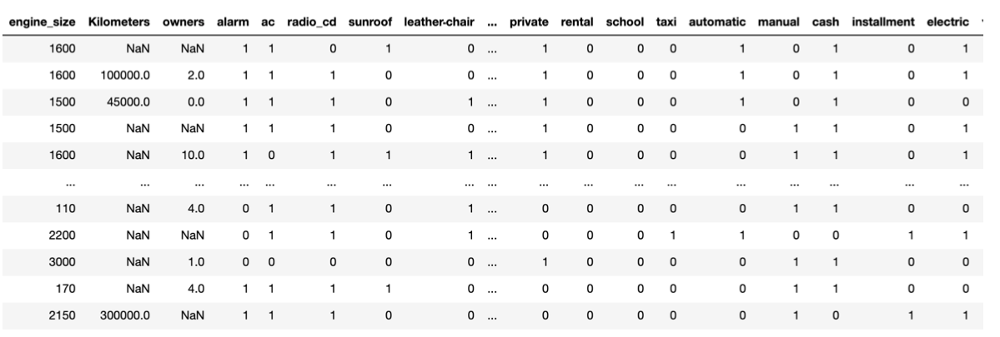 engine_size Kilometers owners alarm ac radio_cd sunroof leather-chair ... private rental school taxi automatic manual cash installment electric
1600 NaN NaN 1 1 0 1 0 ... 1 0 0 0 1 0 1 0 1
1600 100000.0 2.0 1 1 1 0 0 ... 1 0 0 0 1 0 1 0 1
1500 45000.0 0.0 1 1 1 0 1 ... 1 0 0 0 1 0 1 0 0
1500 NaN NaN 1 1 1 0 0 ... 1 0 0 0 0 1 1 0 1
1600 NaN 10.0 1 0 1 1 1 ... 1 0 0 0 0 1 1 0 1
... ... ... ... ... ... ... ... ... ... ... ... ... ... ... ... ... ...
110 NaN 4.0 0 1 1 0 1 ... 0 0 0 0 0 1 1 0 0
2200 NaN NaN 0 1 1 0 1 ... 0 0 0 1 1 0 0 1 1
3000 NaN 1.0 0 0 0 0 0 ... 1 0 0 0 0 1 1 0 0
170 NaN 4.0 1 1 1 1 0 ... 0 0 0 0 0 1 1 0 0
2150 300000.0 NaN 1 1 1 0 0 ... 0 0 0 0 0 1 0 1 1